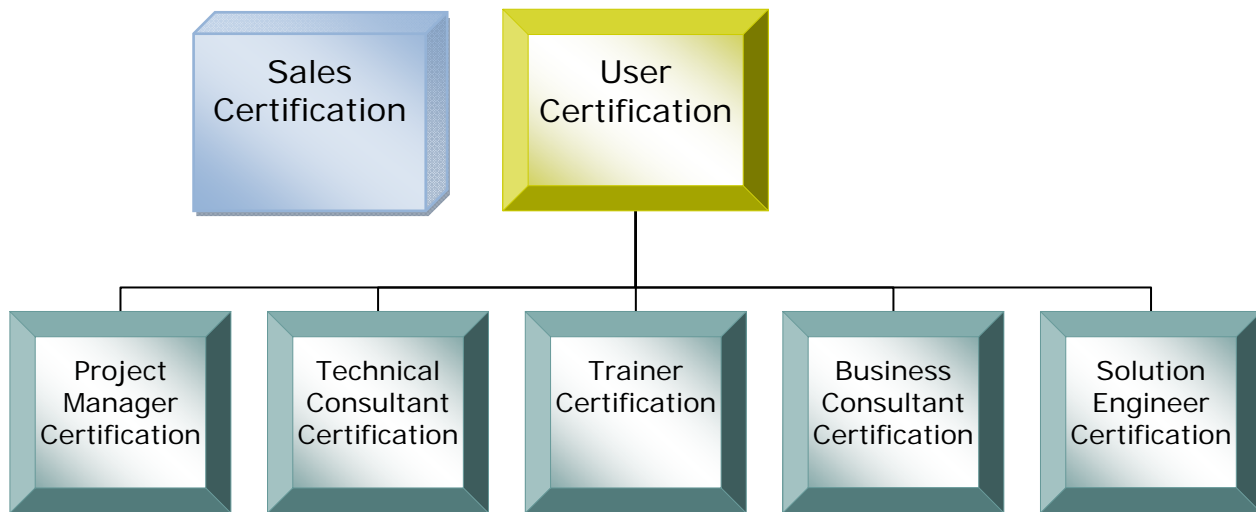 Sales
Certification
User
Certification
Project
Manager
Certification
Technical
Consultant
Certification
Trainer
Certification
Business
Consultant
Certification
Solution
Engineer
Certification